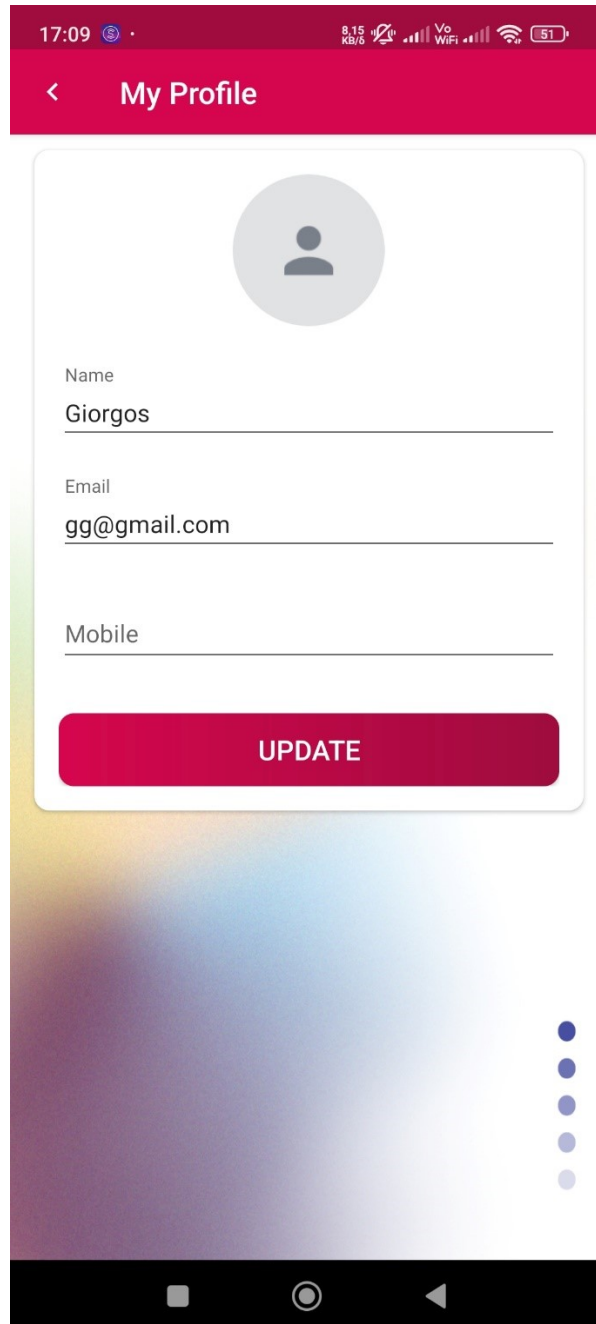 17:09
8,15 Vo
KB/δ WiFi 51
My Profile
Name
Giorgos
Email
gg@gmail.com
Mobile
UPDATE